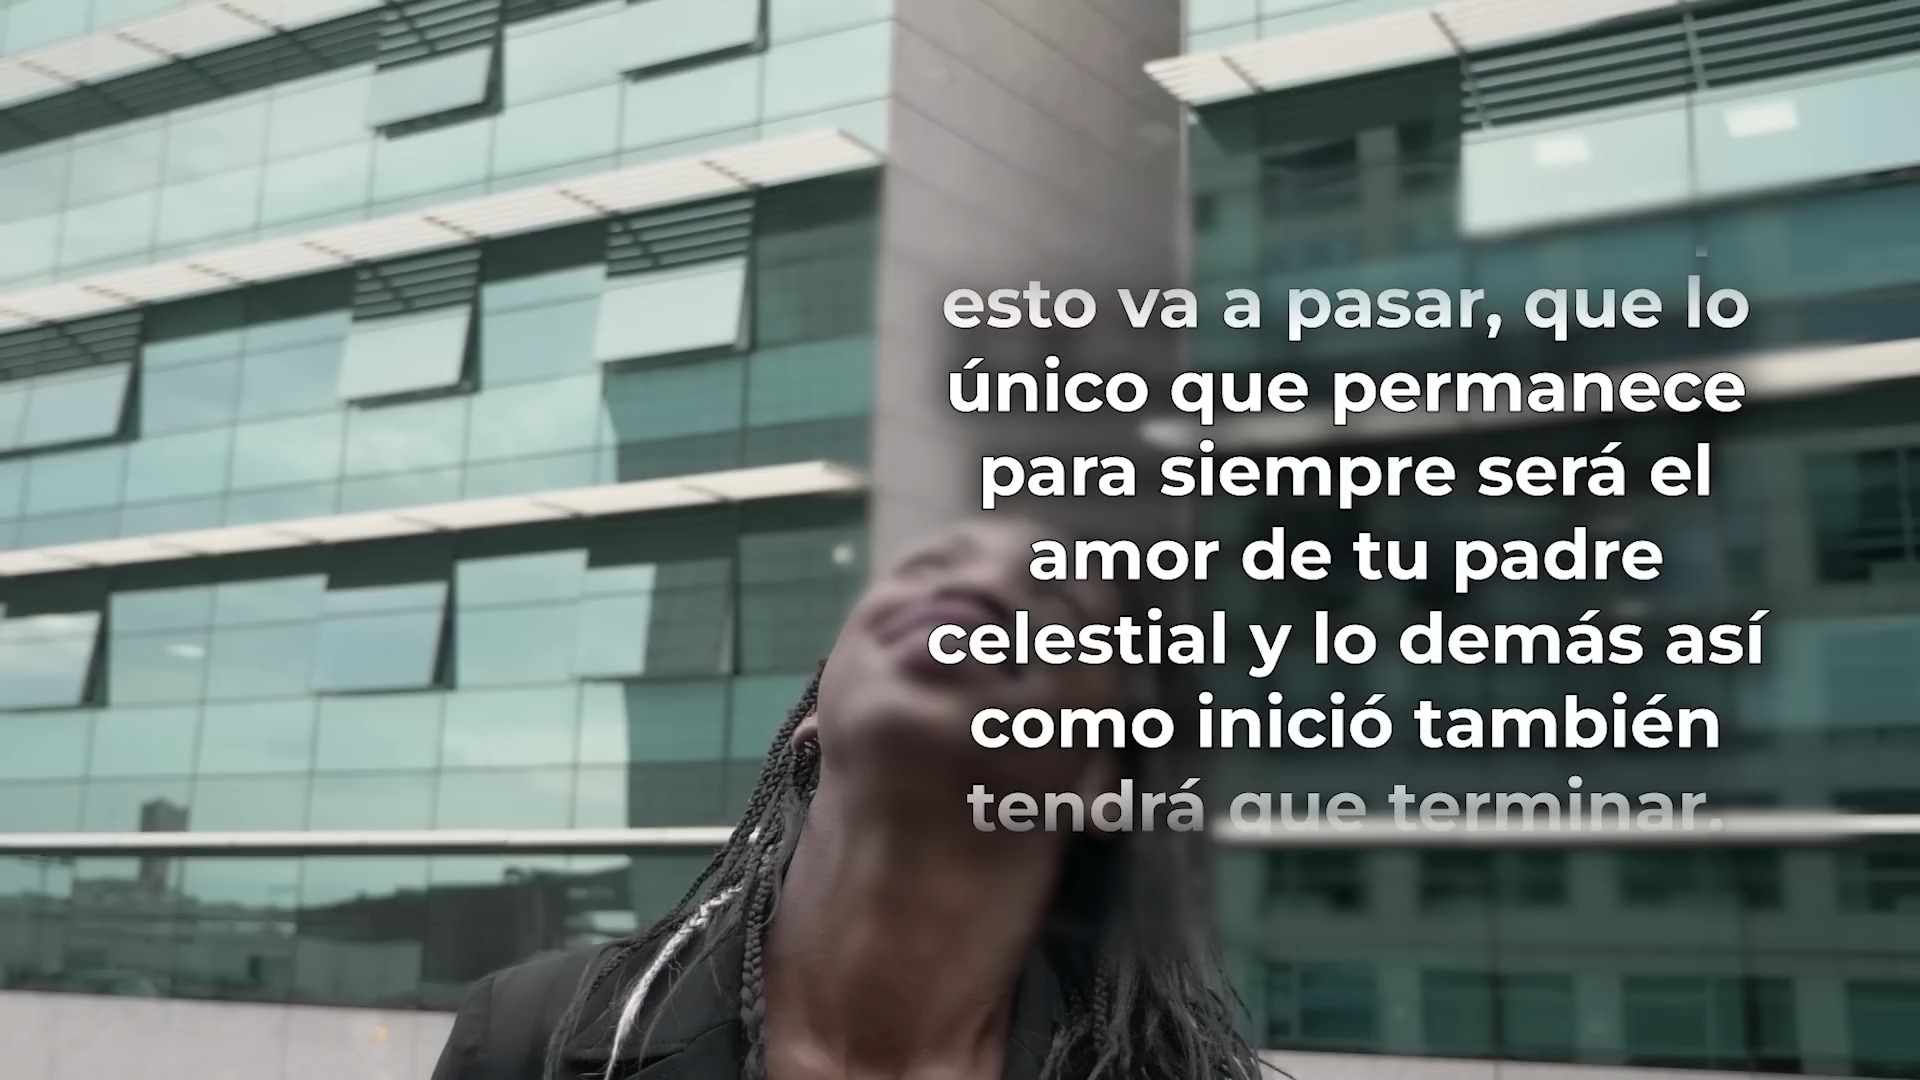 esto va a pasar, que lo
único que permanece
para siempre será el
amor de tu padre
celestial y lo demás así
como inició también
tendrá que terminar.